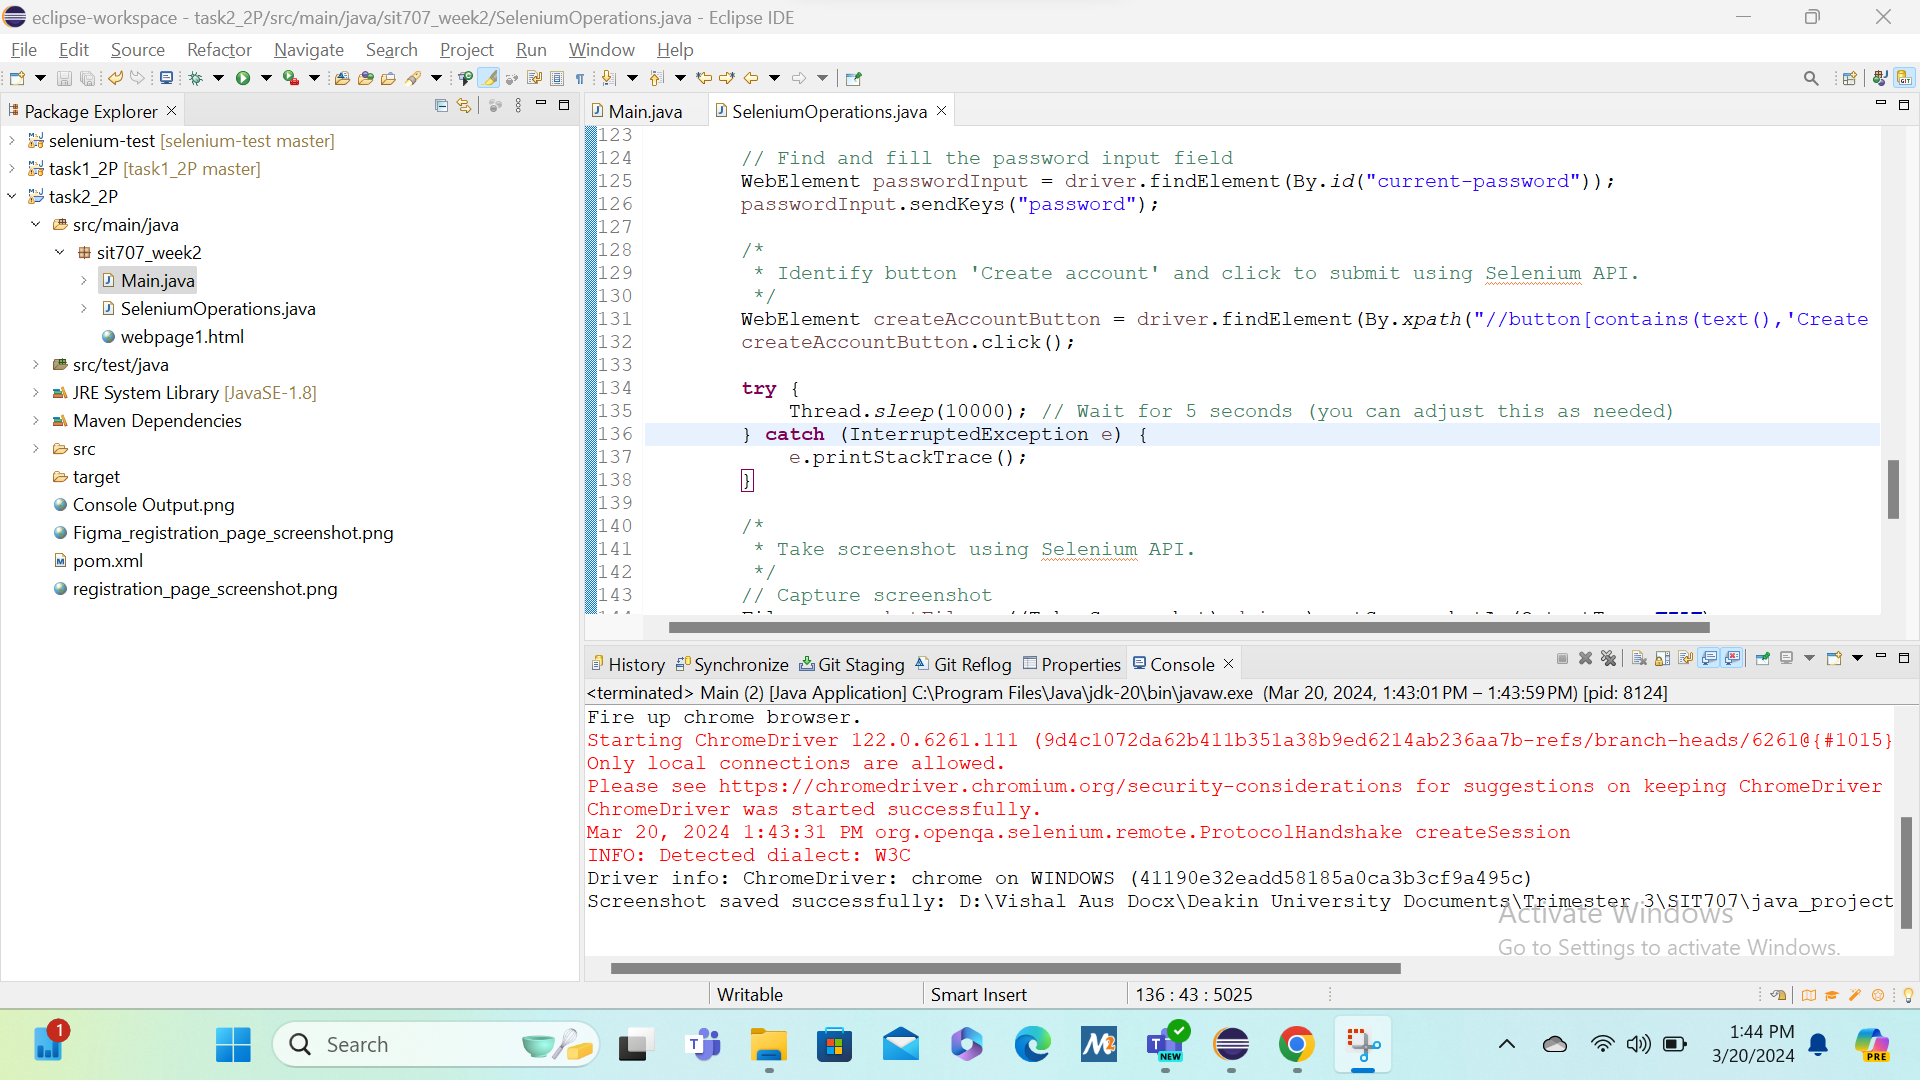 eclipse-workspace - task2_2P/src/main/java/sit707_week2/SeleniumOperations.java - Eclipse IDE
File Edit Source Refactor Navigate Search Project Run Window Help
Package Explorer
selenium-test [selenium-test master]
task1_2P [task1_2P master]
task2_2P
src/main/java
sit707_week2
Main.java
SeleniumOperations.java
webpage1.html
src/test/java
JRE System Library [JavaSE-1.8]
Maven Dependencies
src
target
Console Output.png
Figma_registration_page_screenshot.png
pom.xml
registration_page_screenshot.png
Main.java SeleniumOperations.java
123
124 // Find and fill the password input field
125 WebElement passwordInput = driver.findElement(By.id("current-password"));
126 passwordInput.sendKeys("password");
127
128 /*
129 * Identify button 'Create account' and click to submit using Selenium API.
130 */
131 WebElement createAccountButton = driver.findElement(By.xpath("//button[contains(text(),'Create
132 createAccountButton.click();
133
134 try {
135 Thread.sleep(10000); // Wait for 5 seconds (you can adjust this as needed)
136 } catch (InterruptedException e) {
137 e.printStackTrace();
138 }
139
140 /*
141 * Take screenshot using Selenium API.
142 */
143 // Capture screenshot
History Synchronize Git Staging Git Reflog Properties Console
<terminated> Main (2) [Java Application] C:\Program Files\Java\jdk-20\bin\javaw.exe (Mar 20, 2024, 1:43:01 PM – 1:43:59 PM) [pid: 8124]
Fire up chrome browser.
Starting ChromeDriver 122.0.6261.111 (9d4c1072da62b411b351a38b9ed6214ab236aa7b-refs/branch-heads/6261@{#1015}
Only local connections are allowed.
Please see https://chromedriver.chromium.org/security-considerations for suggestions on keeping ChromeDriver
ChromeDriver was started successfully.
Mar 20, 2024 1:43:31 PM org.openqa.selenium.remote.ProtocolHandshake createSession
INFO: Detected dialect: W3C
Driver info: ChromeDriver: chrome on WINDOWS (41190e32eadd58185a0ca3b3cf9a495c)
Screenshot saved successfully: D:\Vishal Aus Docx\Deakin University Documents\Trimester 3\SIT707\java_project
Activate Windows
Go to Settings to activate Windows.
Writable Smart Insert 136 : 43 : 5025
1
Search
NEW
1:44 PM
3/20/2024
PRE